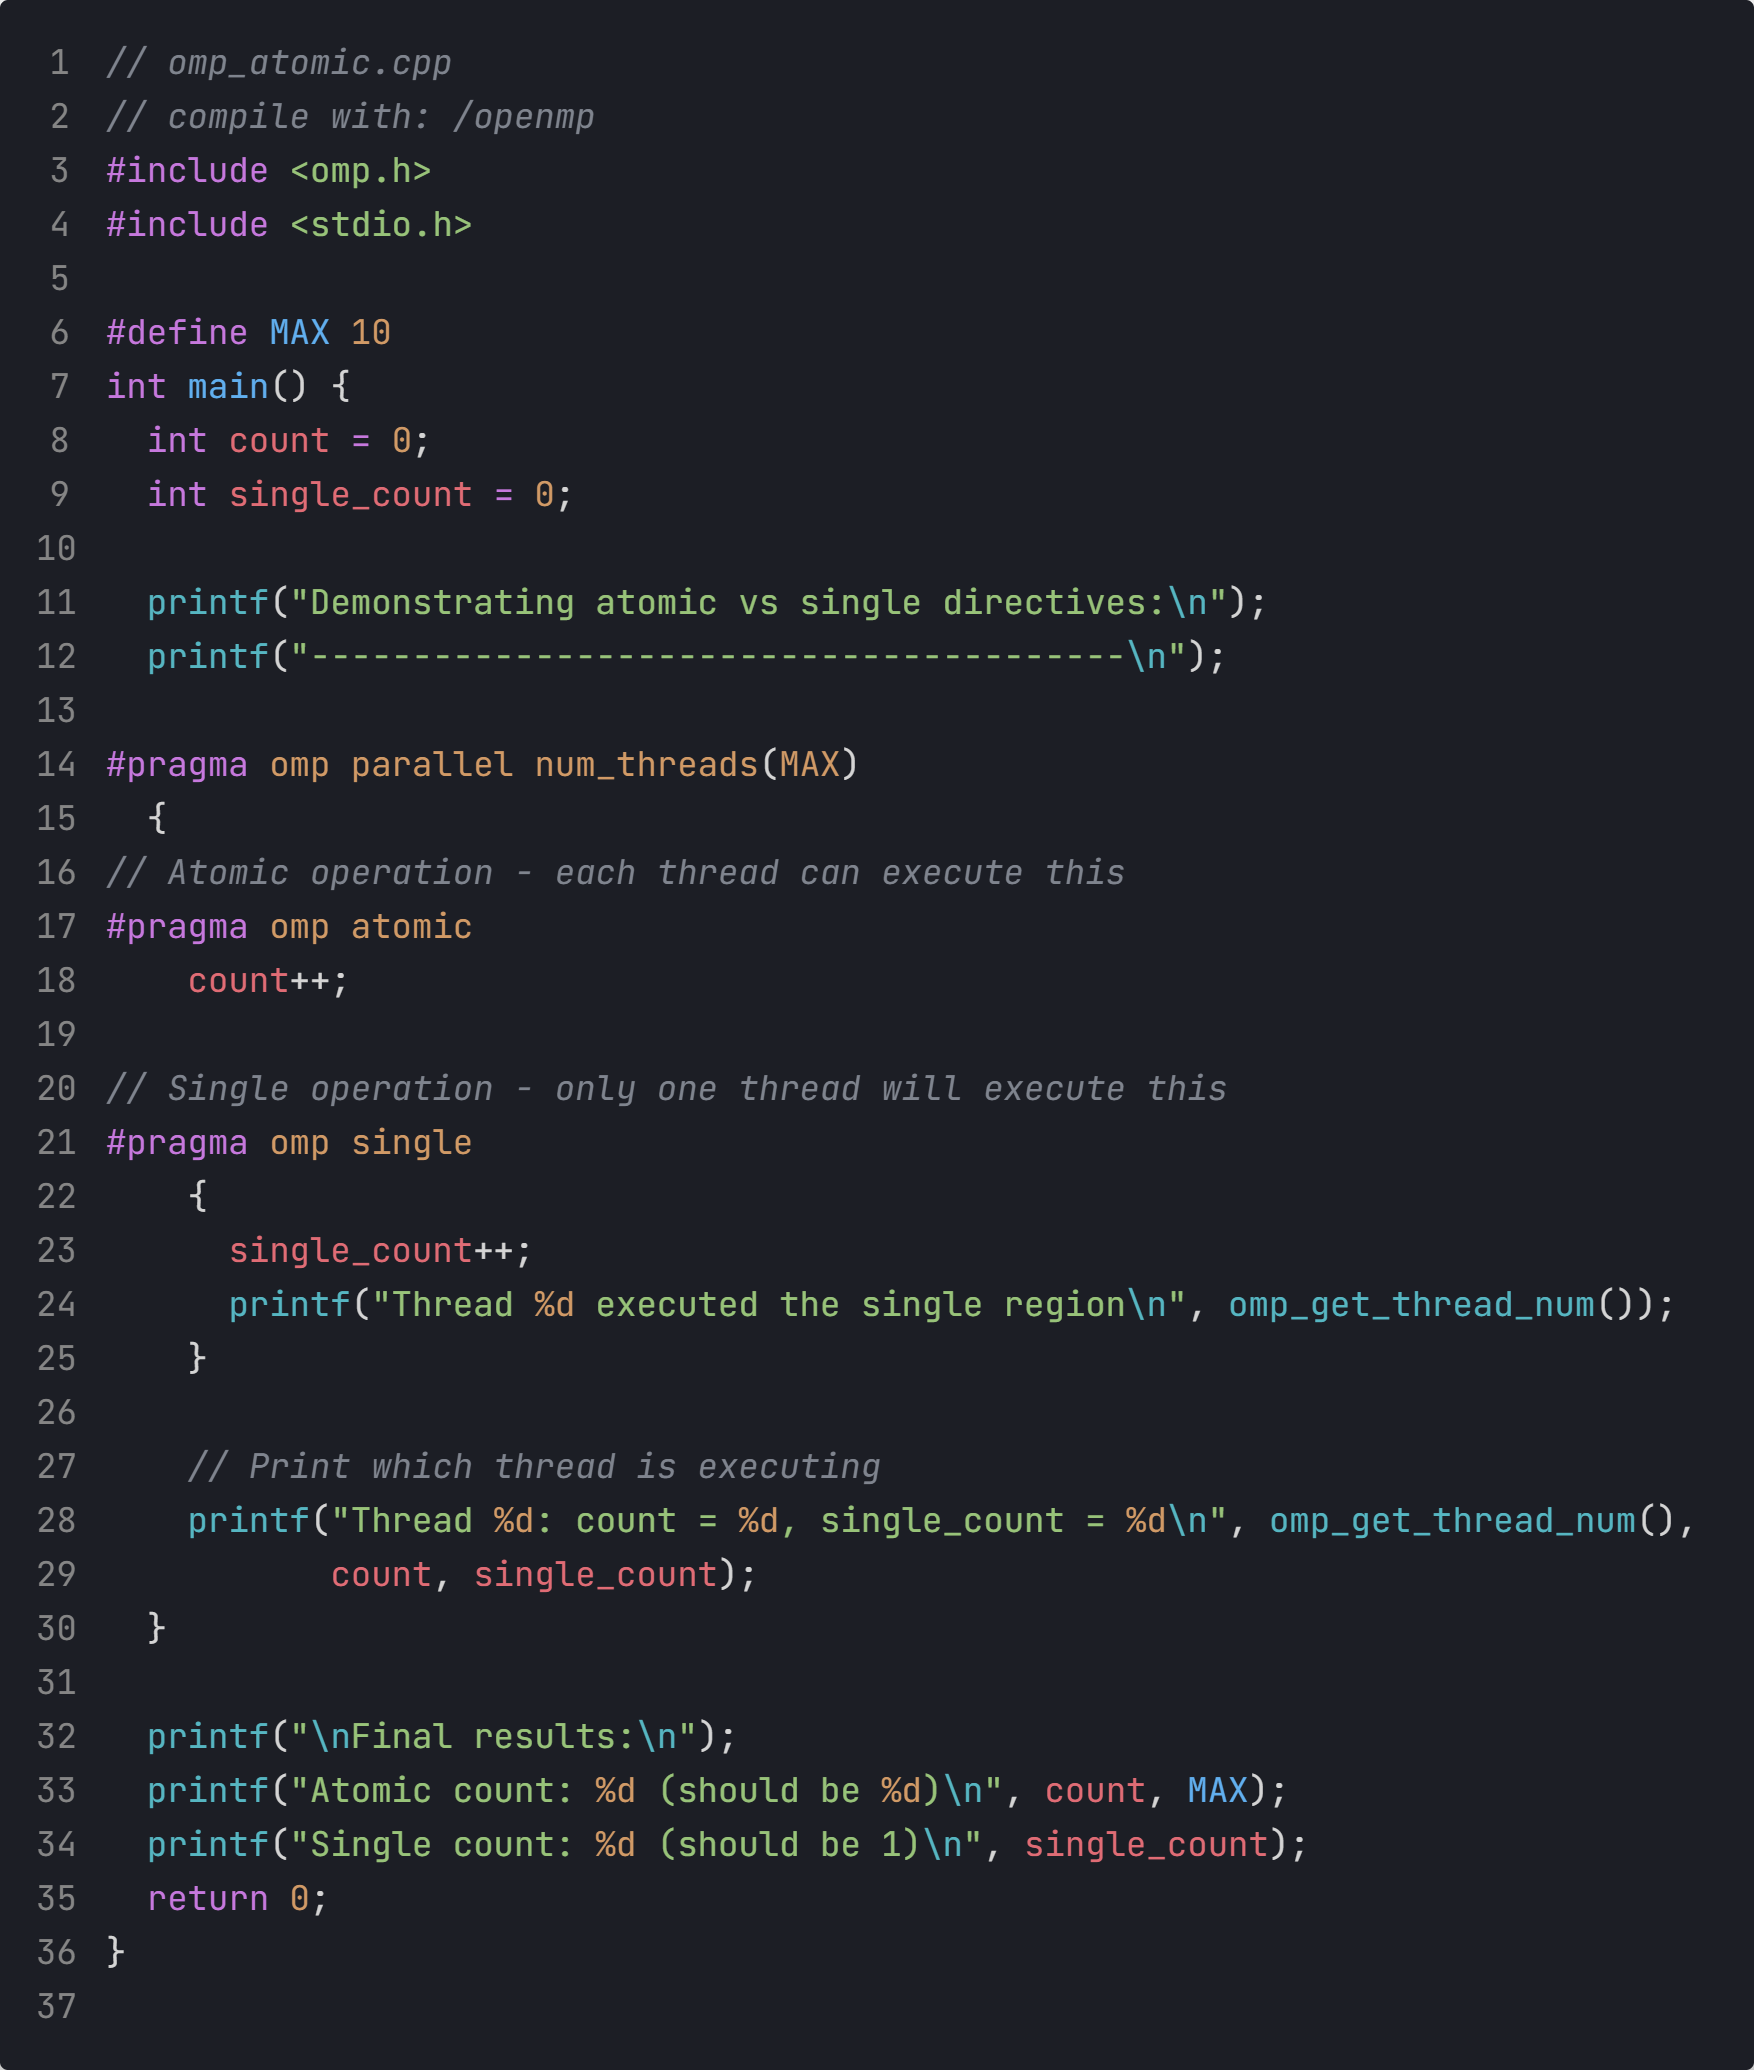 1 // omp_atomic.cpp
2 // compile with: /openmp
3 #include <omp.h>
4 #include <stdio.h>
5
6 #define MAX 10
7 int main() {
8   int count = 0;
9   int single_count = 0;
10
11   printf("Demonstrating atomic vs single directives:\n");
12   printf("----------------------------------------\n");
13
14 #pragma omp parallel num_threads(MAX)
15   {
16 // Atomic operation - each thread can execute this
17 #pragma omp atomic
18     count++;
19
20 // Single operation - only one thread will execute this
21 #pragma omp single
22     {
23       single_count++;
24       printf("Thread %d executed the single region\n", omp_get_thread_num());
25     }
26
27     // Print which thread is executing
28     printf("Thread %d: count = %d, single_count = %d\n", omp_get_thread_num(),
29            count, single_count);
30   }
31
32   printf("\nFinal results:\n");
33   printf("Atomic count: %d (should be %d)\n", count, MAX);
34   printf("Single count: %d (should be 1)\n", single_count);
35   return 0;
36 }
37